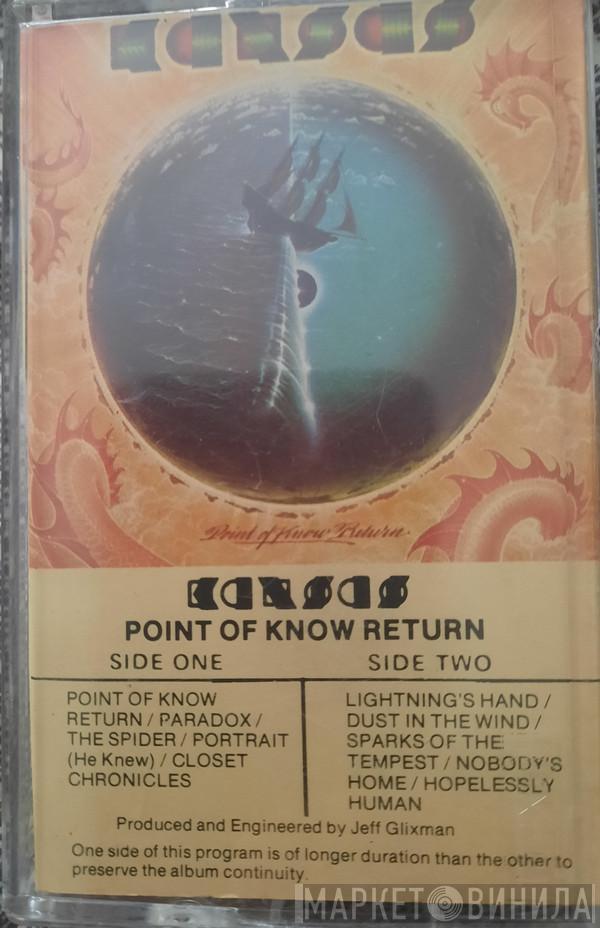 KANSAS
Point of Know Return
KANSAS
POINT OF KNOW RETURN
SIDE ONE
POINT OF KNOW
RETURN / PARADOX /
THE SPIDER / PORTRAIT
(He Knew) / CLOSET
CHRONICLES
SIDE TWO
LIGHTNING'S HAND /
DUST IN THE WIND /
SPARKS OF THE
TEMPEST / NOBODY'S
HOME / HOPELESSLY
HUMAN
Produced and Engineered by Jeff Glixman
One side of this program is of longer duration than the other to
preserve the album continuity.
МАРКЕТ ВИНИЛА